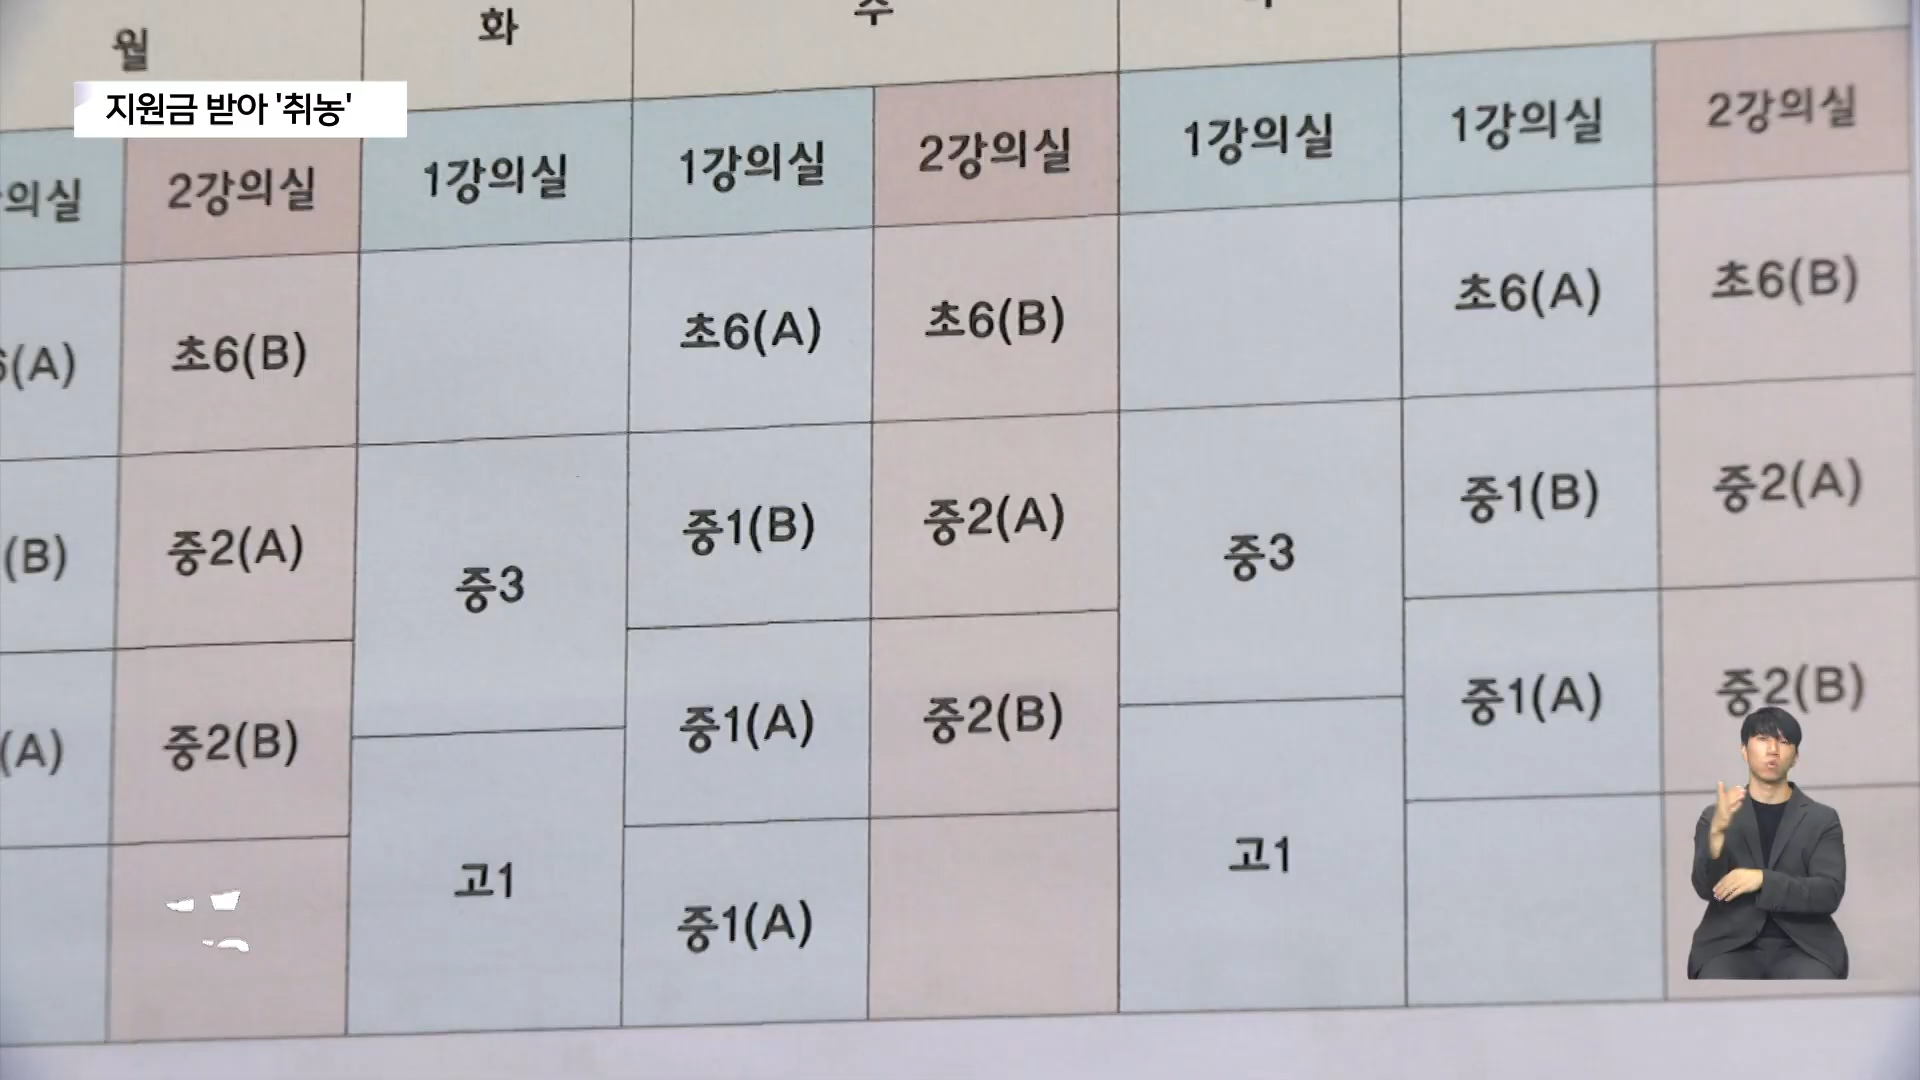 월 화 수
지원금 받아 '취농'
의실 2강의실 1강의실 1강의실 2강의실 1강의실 1강의실 2강의실
6(A) 초6(B) 초6(A) 초6(B) 초6(A) 초6(B)
(B) 중2(A) 중3 중1(B) 중2(A) 중3 중1(B) 중2(A)
(A) 중2(B) 중1(A) 중2(B) 중1(A) 중2(B)
고1 중1(A) 고1